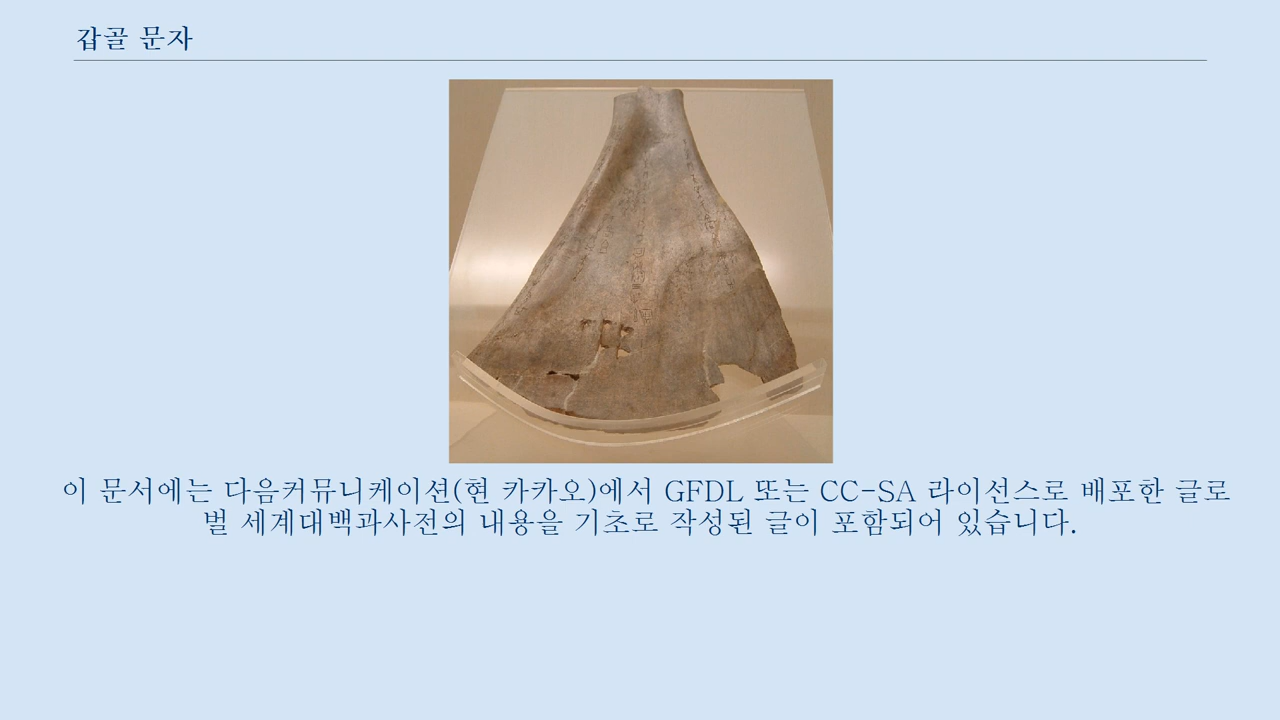 갑골 문자
이 문서에는 다음커뮤니케이션(현 카카오)에서 GFDL 또는 CC-SA 라이선스로 배포한 글로
벌 세계대백과사전의 내용을 기초로 작성된 글이 포함되어 있습니다.